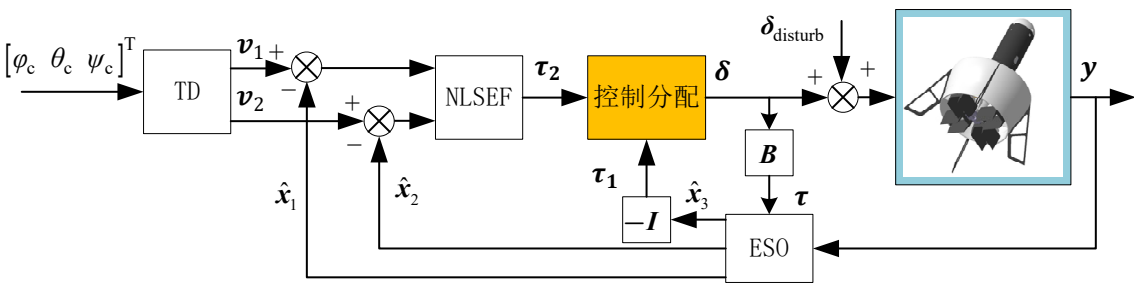 [φc θc ψc]T
TD
v1
+
−
v2
+
−
NLSEF
τ2
控制分配
δ
δdisturb
+
+
y
B
τ
τ1
−I
x̂3
x̂1
x̂2
ESO